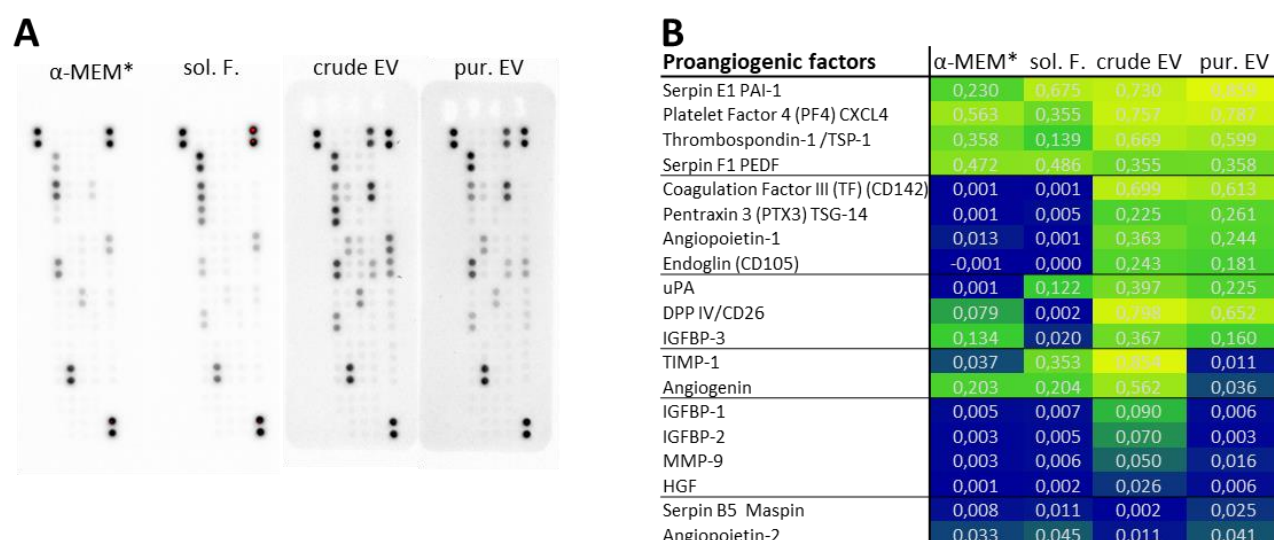 A
α-MEM* sol. F. crude EV pur. EV
B
Proangiogenic factors α-MEM* sol. F. crude EV pur. EV
Serpin E1 PAI-1 0,230 0,675 0,730
Platelet Factor 4 (PF4) CXCL4 0,563 0,355 0,757 0,787
Thrombospondin-1 /TSP-1 0,358 0,139 0,669 0,599
Serpin F1 PEDF 0,472 0,486 0,355 0,358
Coagulation Factor III (TF) (CD142) 0,001 0,001 0,699 0,613
Pentraxin 3 (PTX3) TSG-14 0,001 0,005 0,225 0,261
Angiopoietin-1 0,013 0,001 0,363 0,244
Endoglin (CD105) -0,001 0,000 0,243 0,181
uPA 0,001 0,122 0,397 0,225
DPP IV/CD26 0,079 0,002 0,798 0,652
IGFBP-3 0,134 0,020 0,367 0,160
TIMP-1 0,037 0,353 0,854 0,011
Angiogenin 0,203 0,204 0,562 0,036
IGFBP-1 0,005 0,007 0,090 0,006
IGFBP-2 0,003 0,005 0,070 0,003
MMP-9 0,003 0,006 0,050 0,016
HGF 0,001 0,002 0,026 0,006
Serpin B5 Maspin 0,008 0,011 0,002 0,025
Angiopoietin-2 0,033 0,045 0,011 0,041